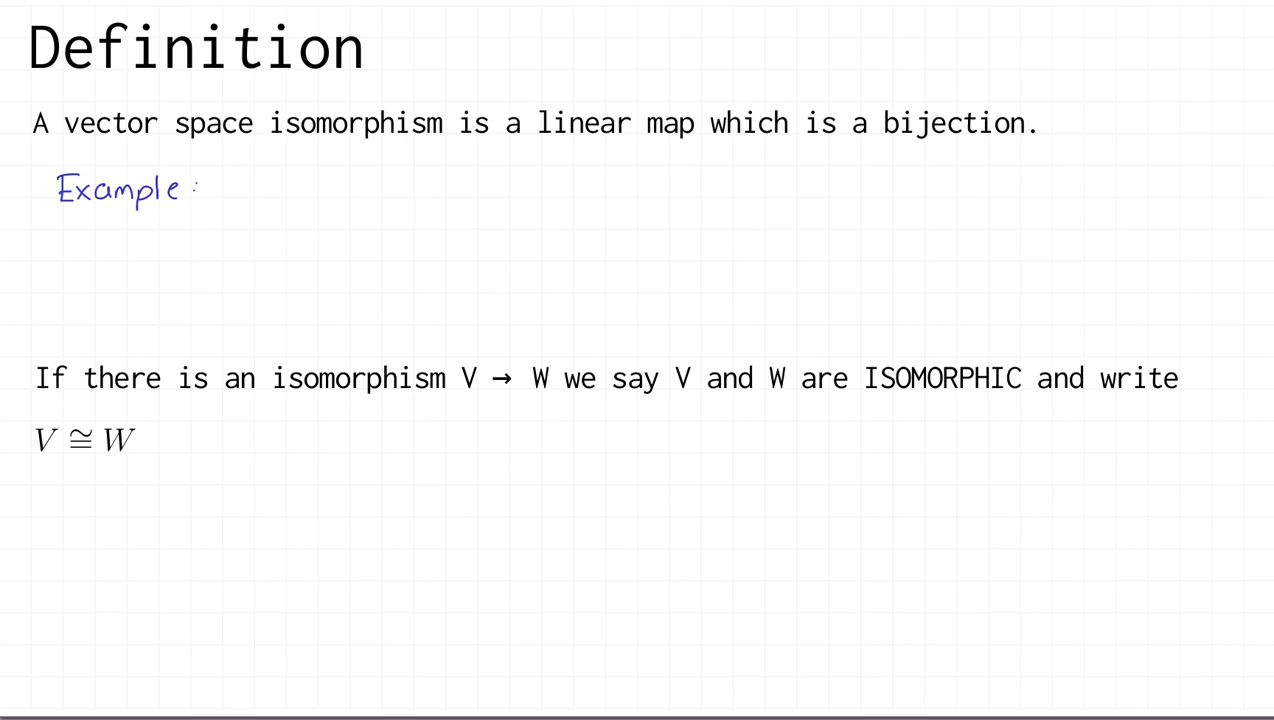 Definition
A vector space isomorphism is a linear map which is a bijection.
Example:
If there is an isomorphism V → W we say V and W are ISOMORPHIC and write
V ≅ W